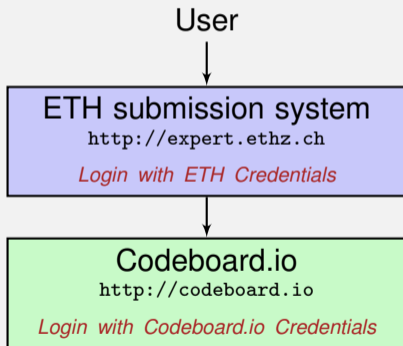 User
ETH submission system
http://expert.ethz.ch
Login with ETH Credentials
Codeboard.io
http://codeboard.io
Login with Codeboard.io Credentials